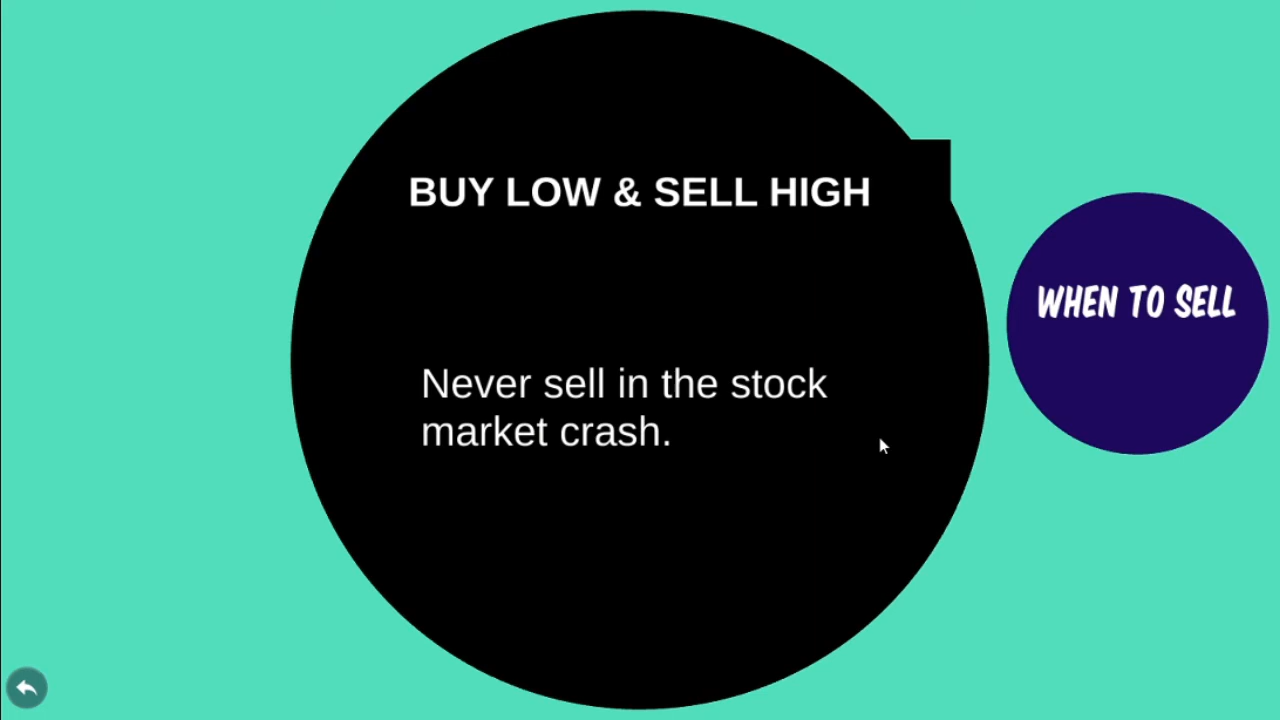 BUY LOW & SELL HIGH
Never sell in the stock
market crash.
WHEN TO SELL